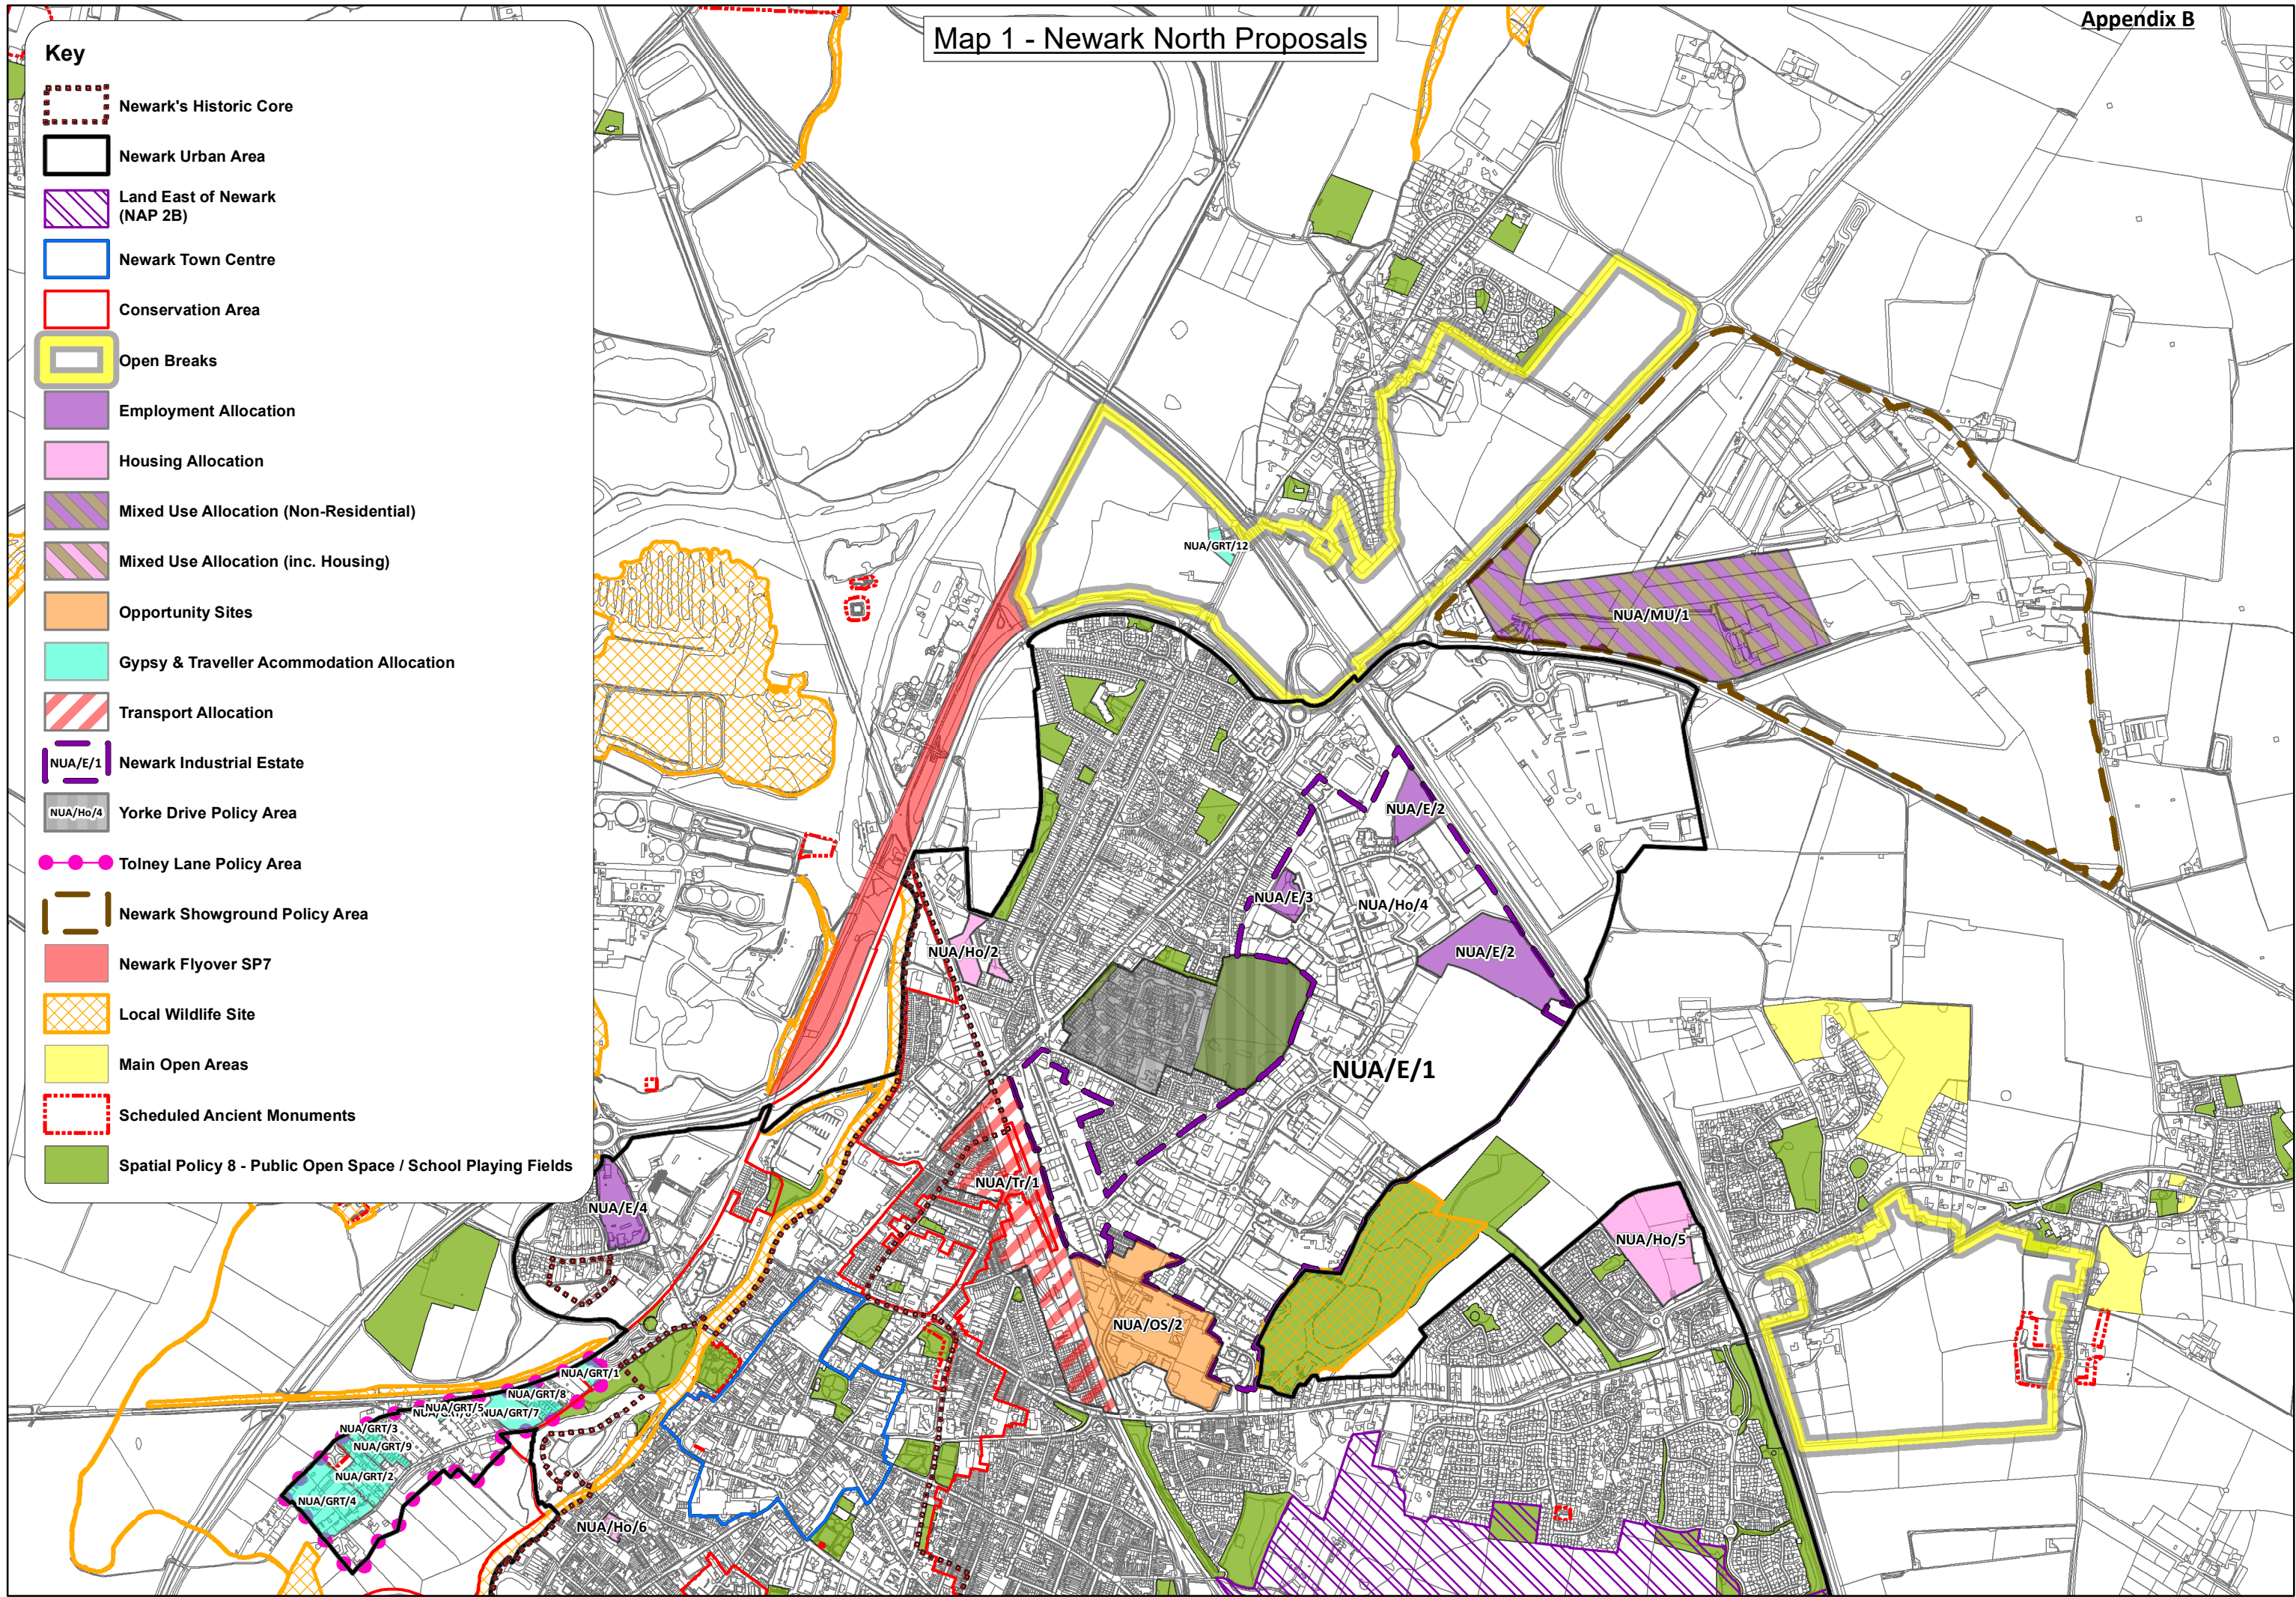 Appendix B
Map 1 - Newark North Proposals
Key
Newark's Historic Core
Newark Urban Area
Land East of Newark
(NAP 2B)
Newark Town Centre
Conservation Area
Open Breaks
Employment Allocation
Housing Allocation
Mixed Use Allocation (Non-Residential)
Mixed Use Allocation (inc. Housing)
Opportunity Sites
Gypsy & Traveller Acommodation Allocation
Transport Allocation
NUA/E/1 Newark Industrial Estate
NUA/Ho/4 Yorke Drive Policy Area
Tolney Lane Policy Area
Newark Showground Policy Area
Newark Flyover SP7
Local Wildlife Site
Main Open Areas
Scheduled Ancient Monuments
Spatial Policy 8 - Public Open Space / School Playing Fields
NUA/GRT/12
NUA/MU/1
NUA/E/2
NUA/E/3
NUA/Ho/4
NUA/Ho/2
NUA/E/2
NUA/E/1
NUA/Tr/1
NUA/E/4
NUA/Ho/5
NUA/OS/2
NUA/GRT/1
NUA/GRT/8
NUA/GRT/5
NUA/GRT/7
NUA/GRT/3
NUA/GRT/9
NUA/GRT/2
NUA/GRT/4
NUA/Ho/6